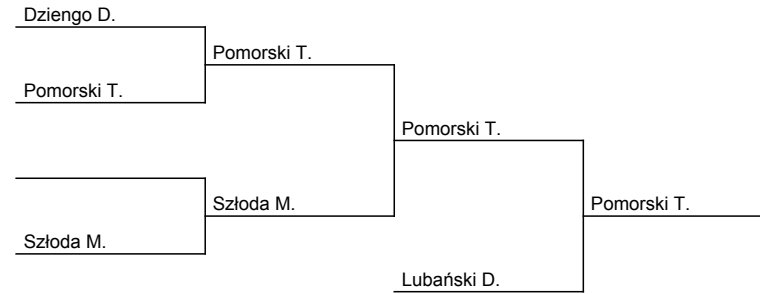 Dziengo D.
Pomorski T.
Pomorski T.
Pomorski T.
Szłoda M.
Pomorski T.
Szłoda M.
Lubański D.